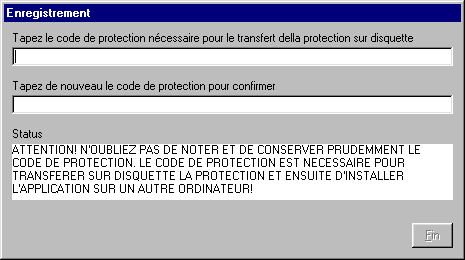 Enregistrement
Tapez le code de protection nécessaire pour le transfert della protection sur disquette
Tapez de nouveau le code de protection pour confirmer
Status
ATTENTION! N'OUBLIEZ PAS DE NOTER ET DE CONSERVER PRUDEMMENT LE
CODE DE PROTECTION. LE CODE DE PROTECTION EST NECESSAIRE POUR
TRANSFERER SUR DISQUETTE LA PROTECTION ET ENSUITE D'INSTALLER
L'APPLICATION SUR UN AUTRE ORDINATEUR!
Fin